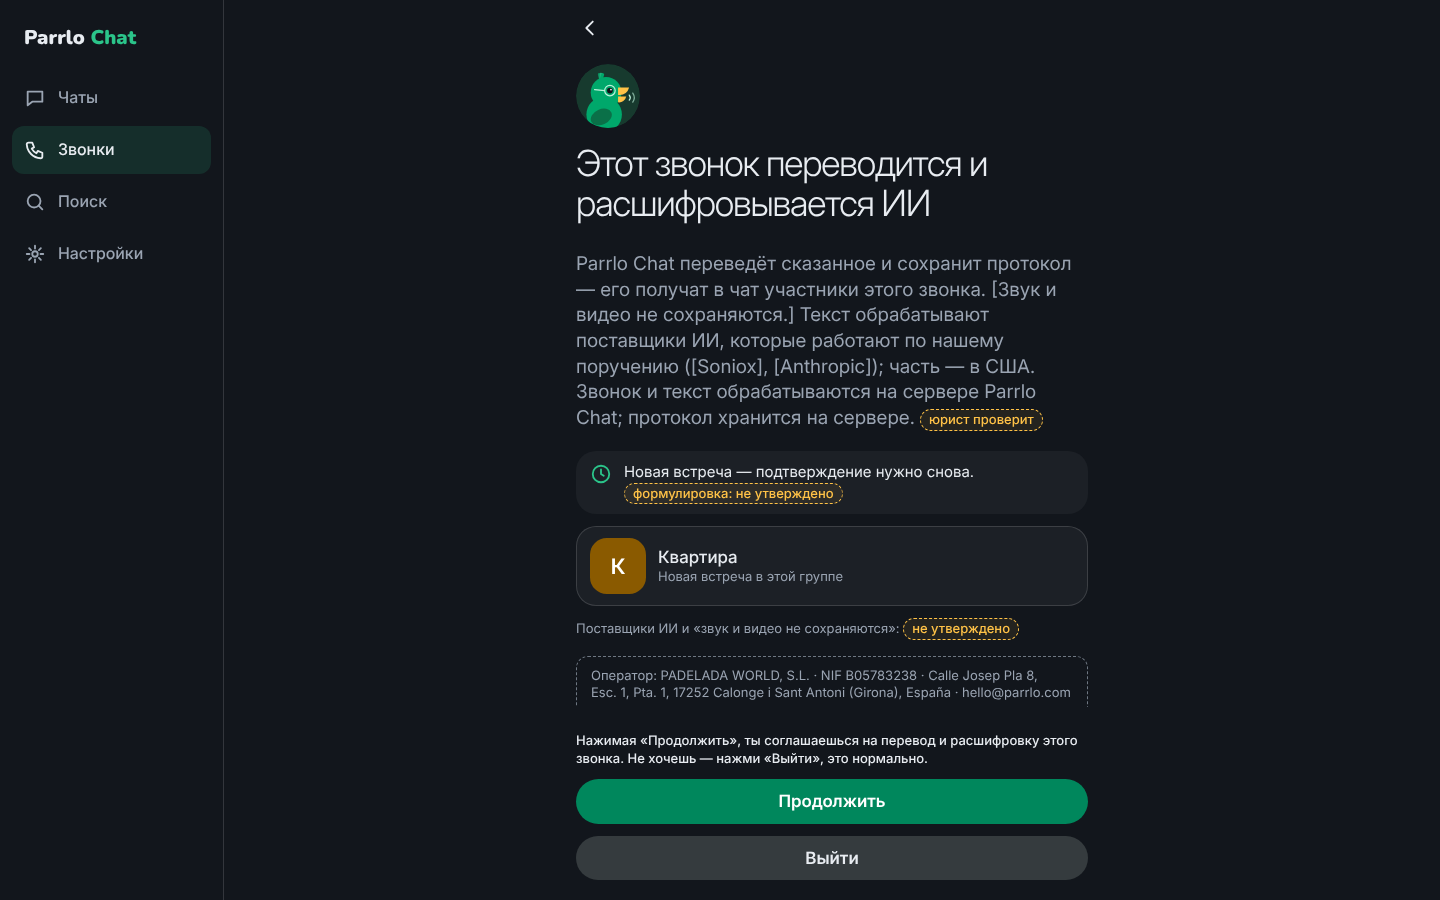 Parrlo Chat
Чаты
Звонки
Поиск
Настройки
Этот звонок переводится и
расшифровывается ИИ
Parrlo Chat переведёт сказанное и сохранит протокол
— его получат в чат участники этого звонка. [Звук и
видео не сохраняются.] Текст обрабатывают
поставщики ИИ, которые работают по нашему
поручению ([Soniox], [Anthropic]); часть — в США.
Звонок и текст обрабатываются на сервере Parrlo
Chat; протокол хранится на сервере. юрист проверит
Новая встреча — подтверждение нужно снова.
формулировка: не утверждено
К
Квартира
Новая встреча в этой группе
Поставщики ИИ и «звук и видео не сохраняются»: не утверждено
Оператор: PADELADA WORLD, S.L. · NIF B05783238 · Calle Josep Pla 8,
Esc. 1, Pta. 1, 17252 Calonge i Sant Antoni (Girona), España · hello@parrlo.com
Нажимая «Продолжить», ты соглашаешься на перевод и расшифровку этого
звонка. Не хочешь — нажми «Выйти», это нормально.
Продолжить
Выйти